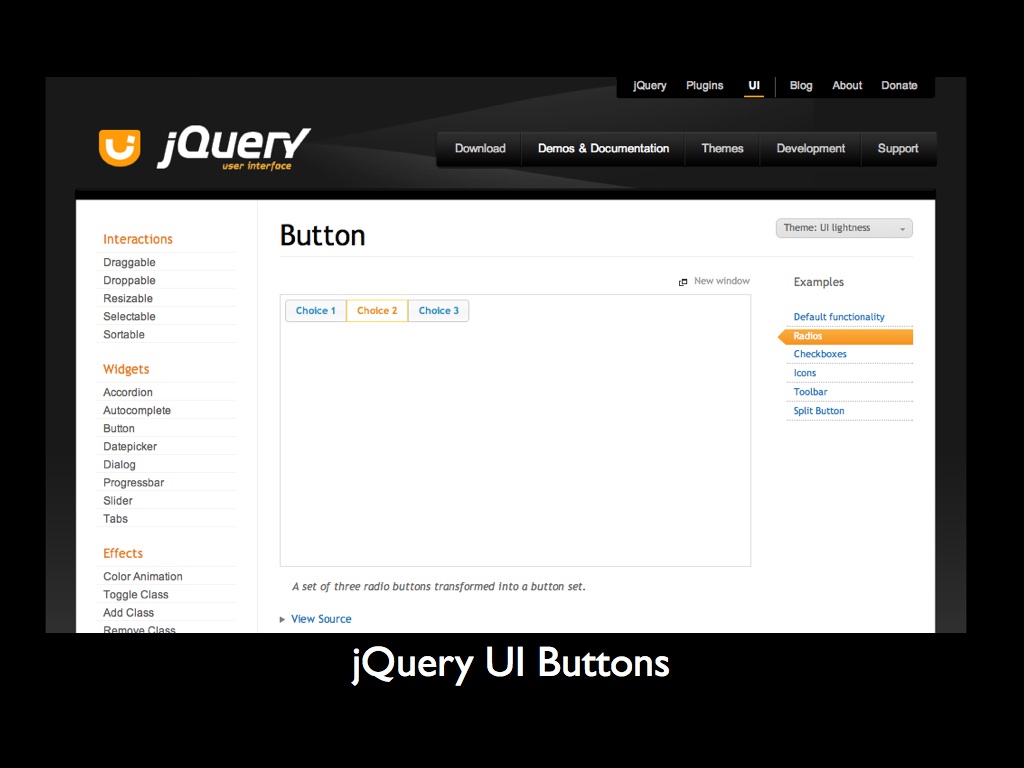 jQuery Plugins UI Blog About Donate
jQuery
user interface
Download Demos & Documentation Themes Development Support
Interactions
Draggable
Droppable
Resizable
Selectable
Sortable
Widgets
Accordion
Autocomplete
Button
Datepicker
Dialog
Progressbar
Slider
Tabs
Effects
Color Animation
Toggle Class
Add Class
Remove Class
Button
Theme: UI lightness
New window
Choice 1 Choice 2 Choice 3
A set of three radio buttons transformed into a button set.
View Source
Examples
Default functionality
Radios
Checkboxes
Icons
Toolbar
Split Button
jQuery UI Buttons